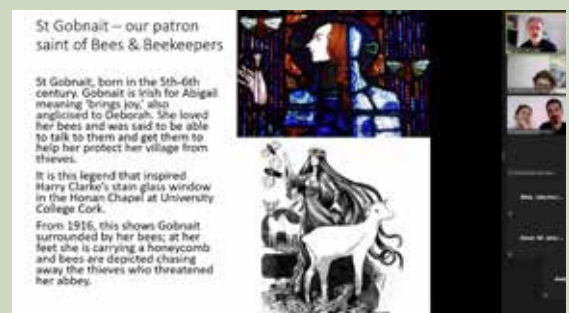 St Gobnait – our patron
saint of Bees & Beekeepers
St Gobnait, born in the 5th-6th
century. Gobnait is Irish for Abigail
meaning 'brings joy,' also
anglicised to Deborah. She loved
her bees and was said to be able
to talk to them and get them to
help her protect her village from
thieves.
It is this legend that inspired
Harry Clarke's stain glass window
in the Honan Chapel at University
College Cork.
From 1916, this shows Gobnait
surrounded by her bees; at her
feet she is carrying a honeycomb
and bees are depicted chasing
away the thieves who threatened
her abbey.